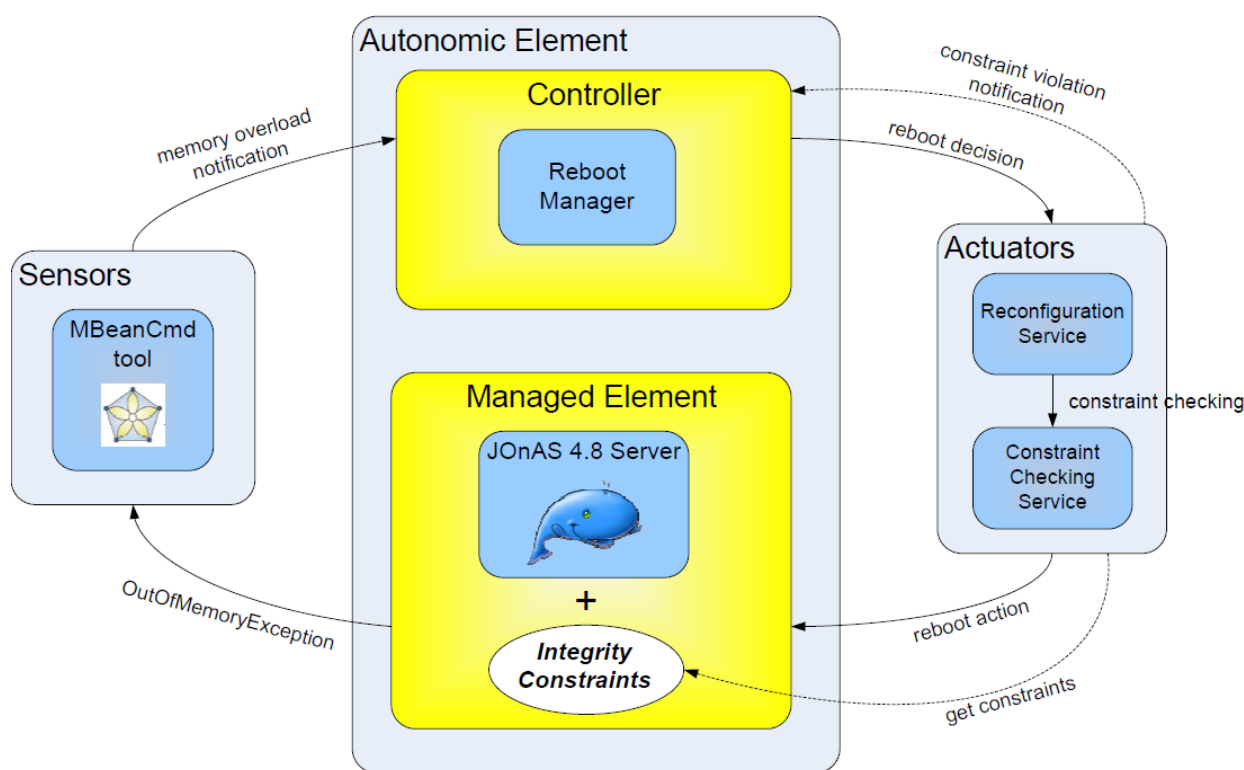 Autonomic Element
Controller
Reboot
Manager
memory overload
notification
constraint violation
notification
reboot decision
Sensors
MBeanCmd
tool
Actuators
Reconfiguration
Service
constraint checking
Constraint
Checking
Service
Managed Element
JOnAS 4.8 Server
+
Integrity
Constraints
OutOfMemoryException
reboot action
get constraints